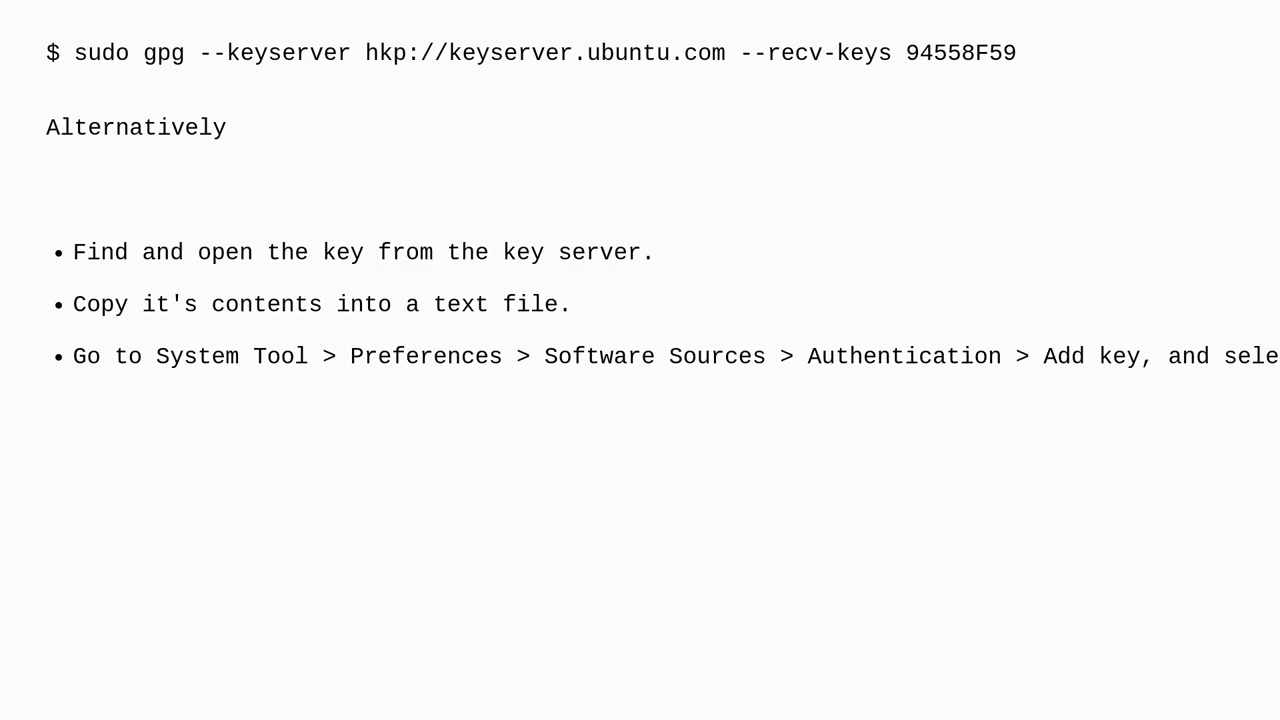 $ sudo gpg --keyserver hkp://keyserver.ubuntu.com --recv-keys 94558F59
Alternatively
• Find and open the key from the key server.
• Copy it's contents into a text file.
• Go to System Tool > Preferences > Software Sources > Authentication > Add key, and sele